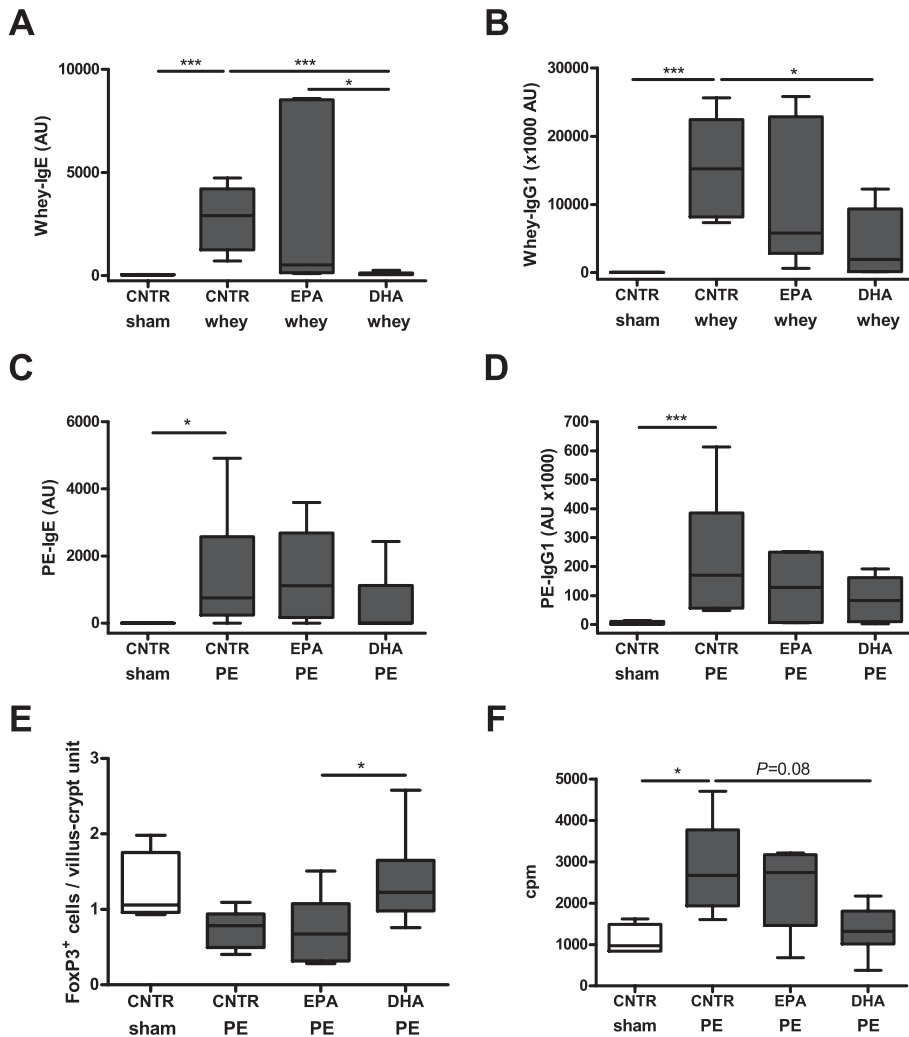 A
Whey-IgE (AU)
10000
5000
0
***
***
*
CNTR CNTR EPA DHA
sham whey whey whey
B
Whey-IgG1 (x1000 AU)
30000
20000
10000
0
***
*
CNTR CNTR EPA DHA
sham whey whey whey
C
PE-IgE (AU)
6000
4000
2000
0
*
CNTR CNTR EPA DHA
sham PE PE PE
D
PE-IgG1 (AU x1000)
700
600
500
400
300
200
100
0
***
CNTR CNTR EPA DHA
sham PE PE PE
E
FoxP3⁺ cells / villus-crypt unit
3
2
1
0
*
CNTR CNTR EPA DHA
sham PE PE PE
F
cpm
5000
4000
3000
2000
1000
0
*
P=0.08
CNTR CNTR EPA DHA
sham PE PE PE